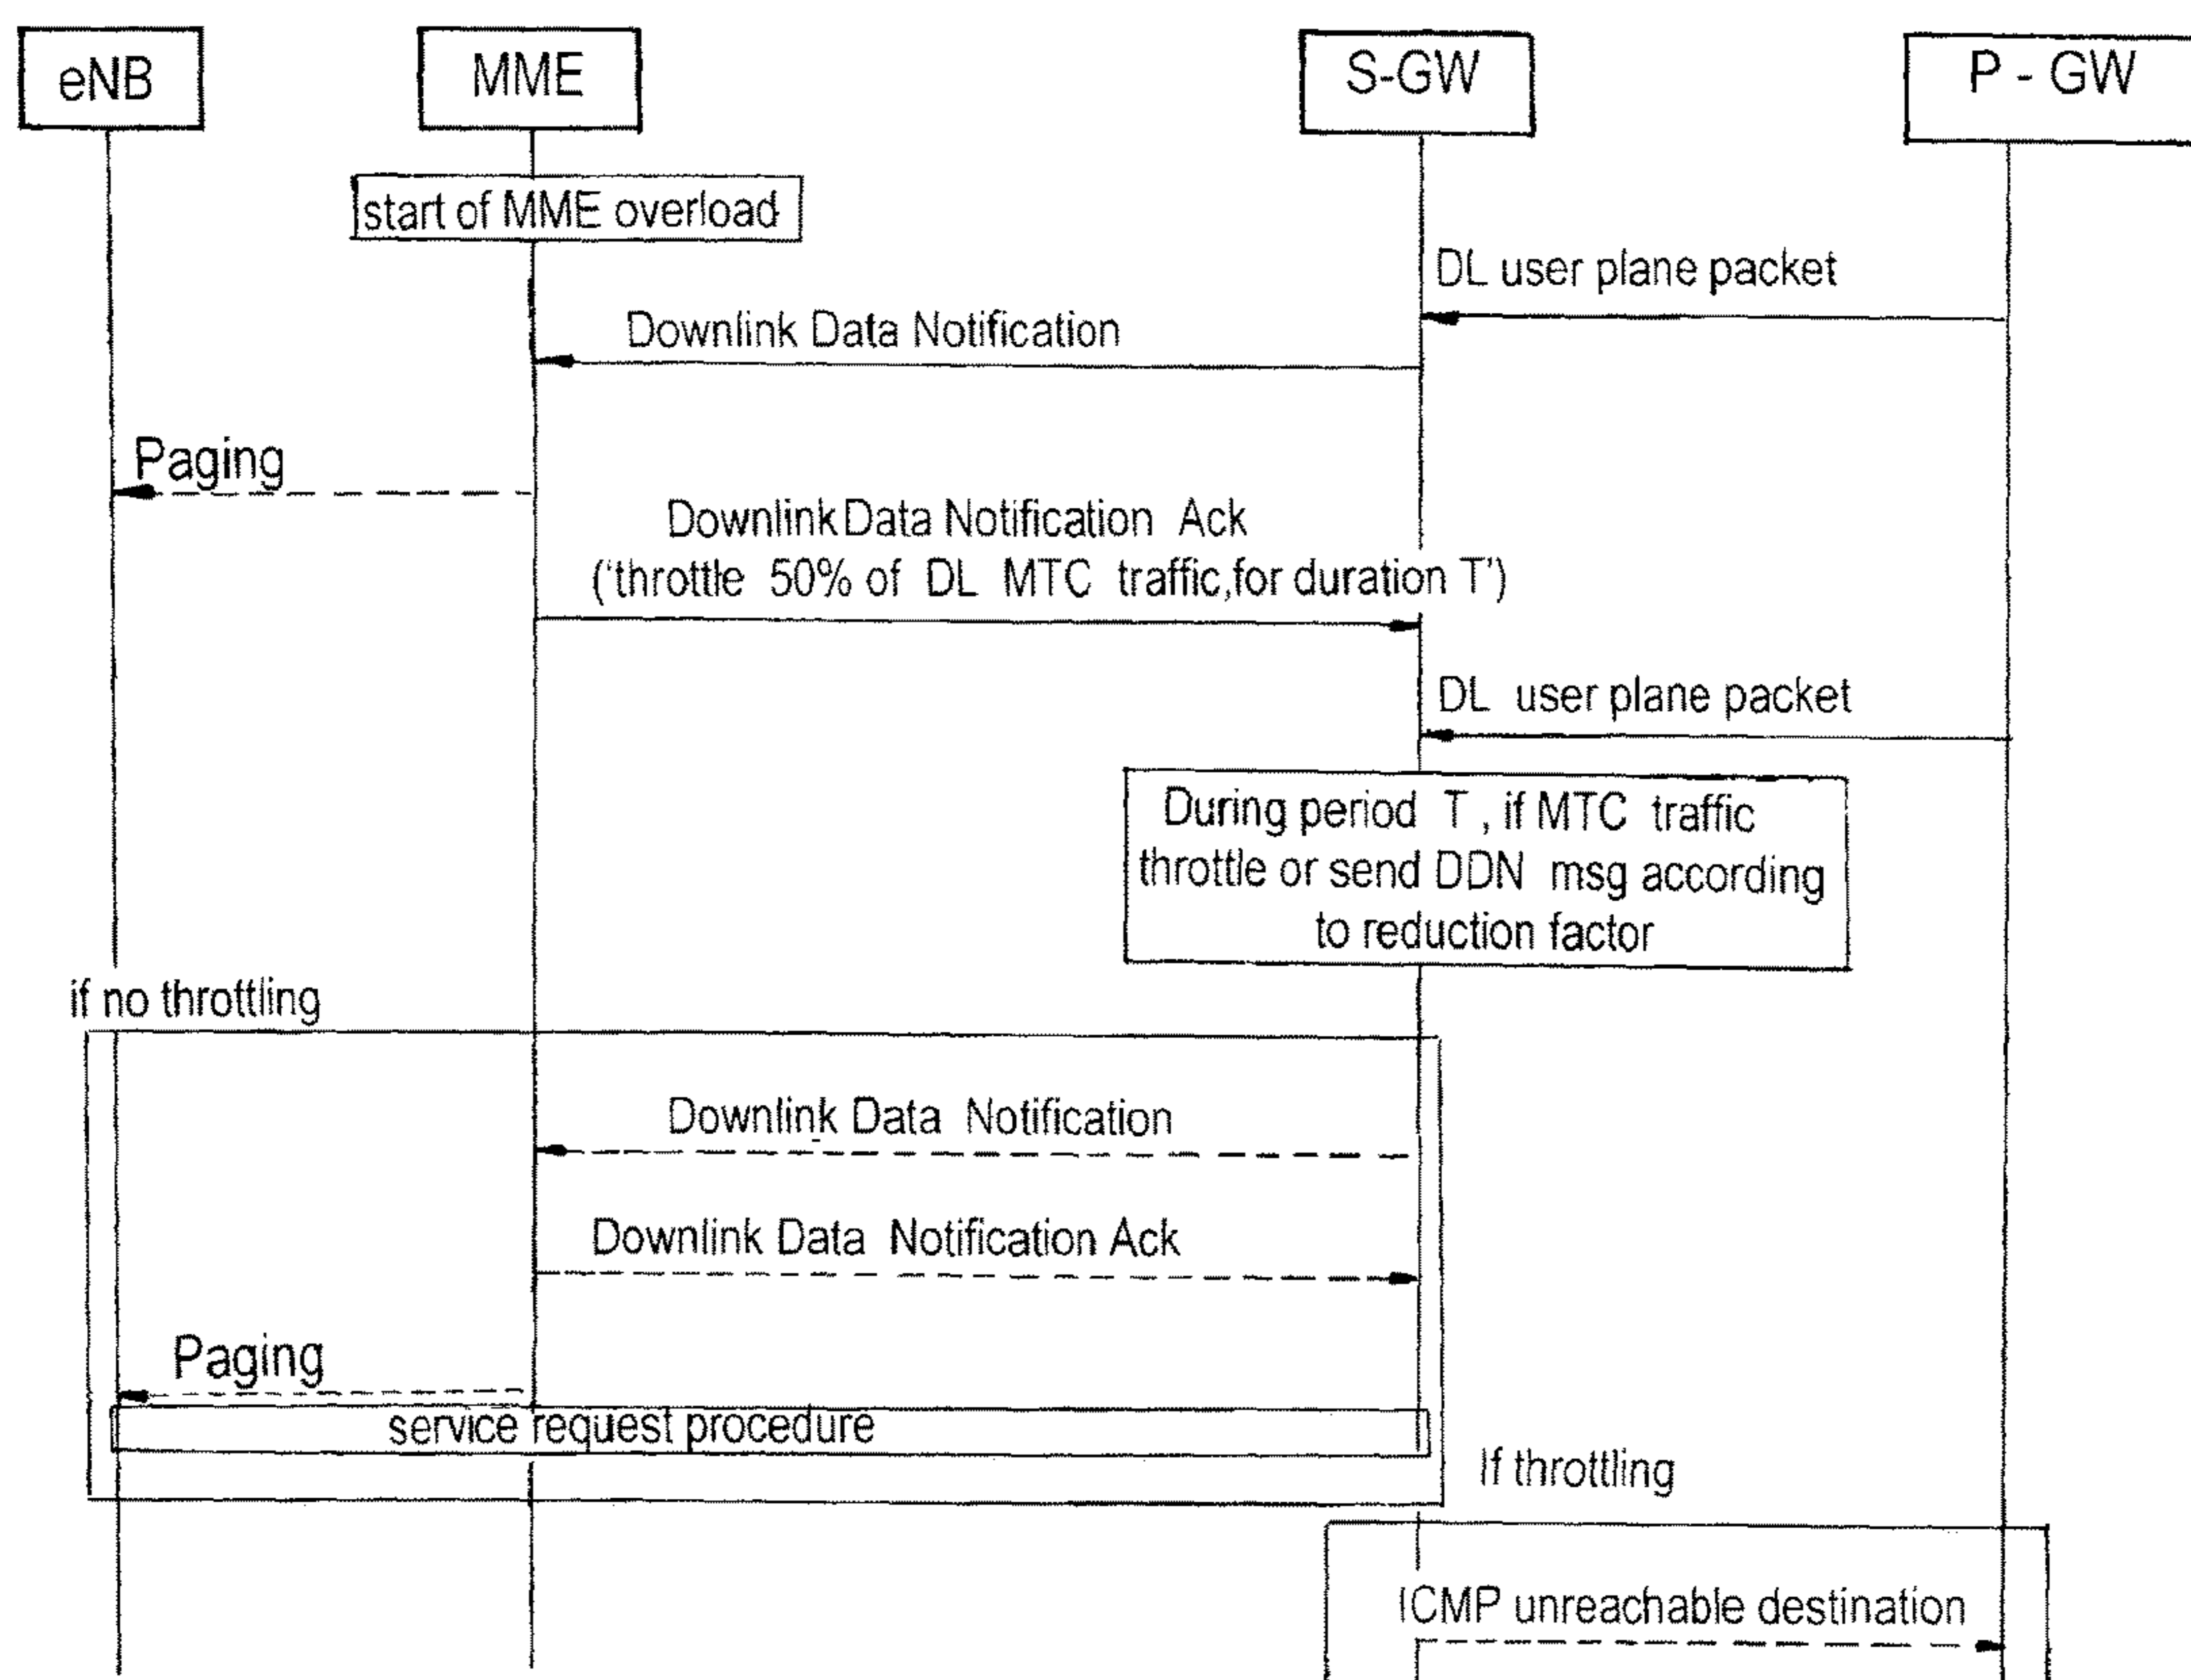 eNB
MME
S-GW
P - GW
start of MME overload
DL user plane packet
Downlink Data Notification
Paging
Downlink Data Notification Ack
('throttle 50% of DL MTC traffic,for duration T')
DL user plane packet
During period T , if MTC traffic
throttle or send DDN msg according
to reduction factor
if no throttling
Downlink Data Notification
Downlink Data Notification Ack
Paging
service request procedure
If throttling
ICMP unreachable destination